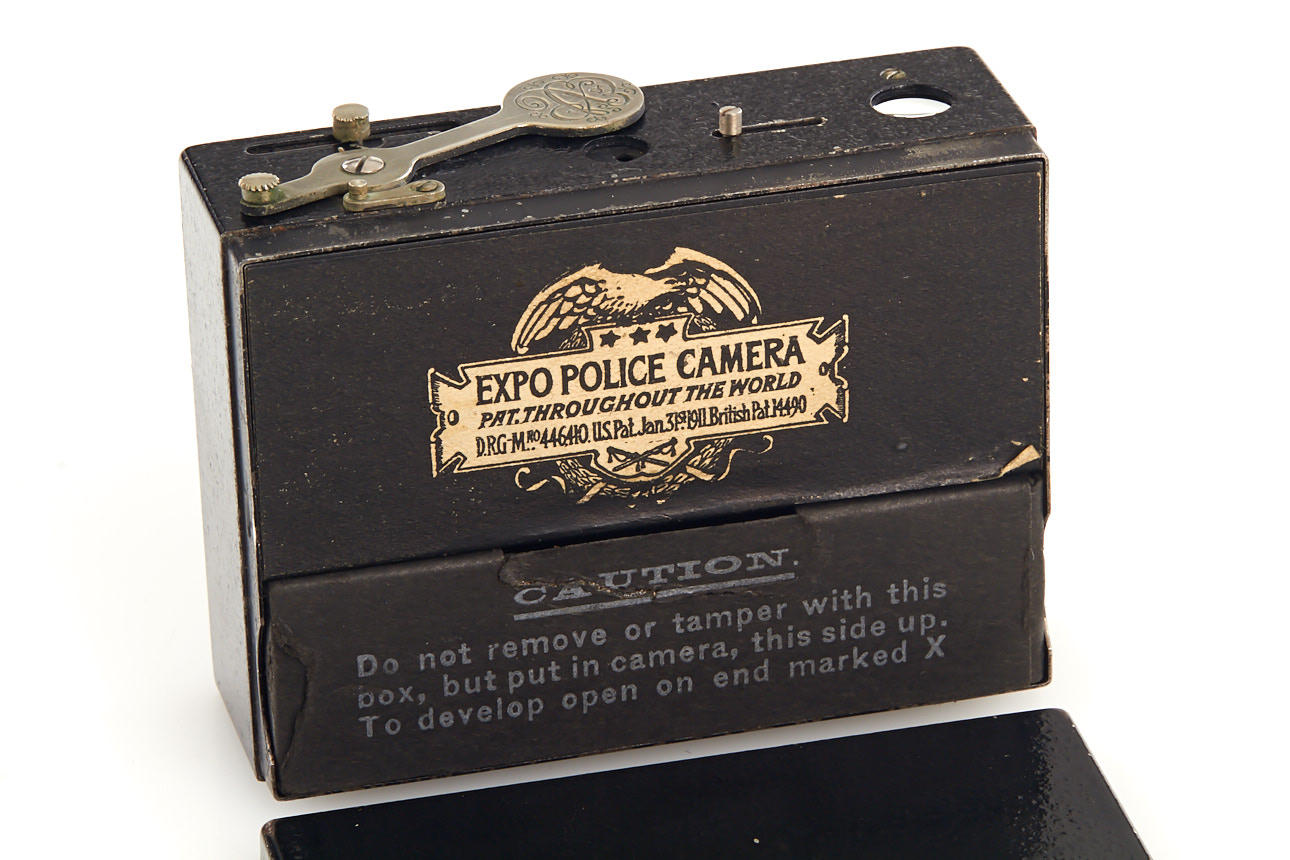 EXPO POLICE CAMERA
PAT. THROUGHOUT THE WORLD
D.R.G-M. No 446410. U.S. Pat. Jan. 31st 1911. British Pat. 14490
CAUTION.
Do not remove or tamper with this
box, but put in camera, this side up.
To develop open on end marked X